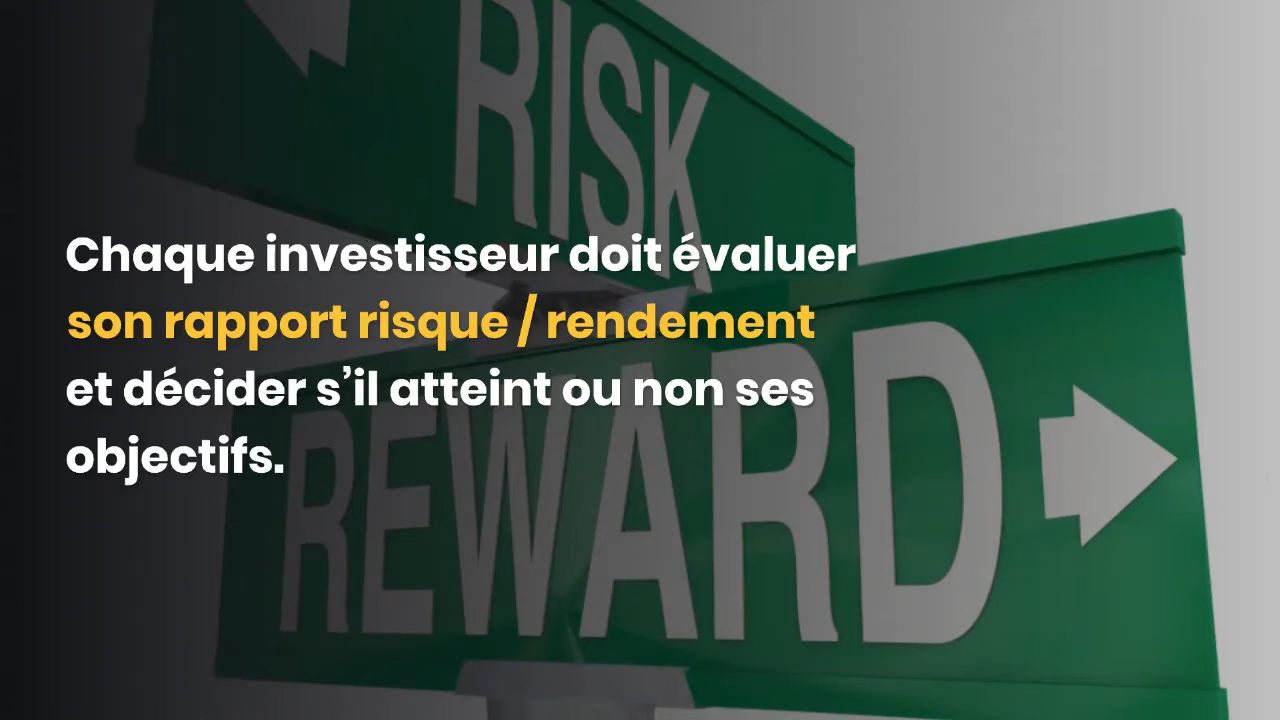 RISK
Chaque investisseur doit évaluer
son rapport risque / rendement
et décider s’il atteint ou non ses
objectifs.
REWARD